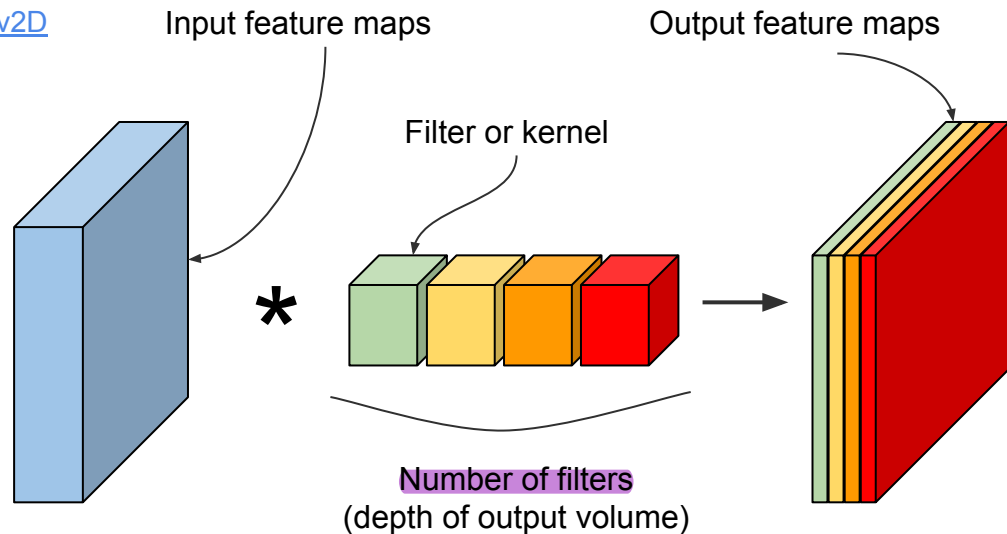 v2D
Input feature maps
Output feature maps
Filter or kernel
*
Number of filters
(depth of output volume)